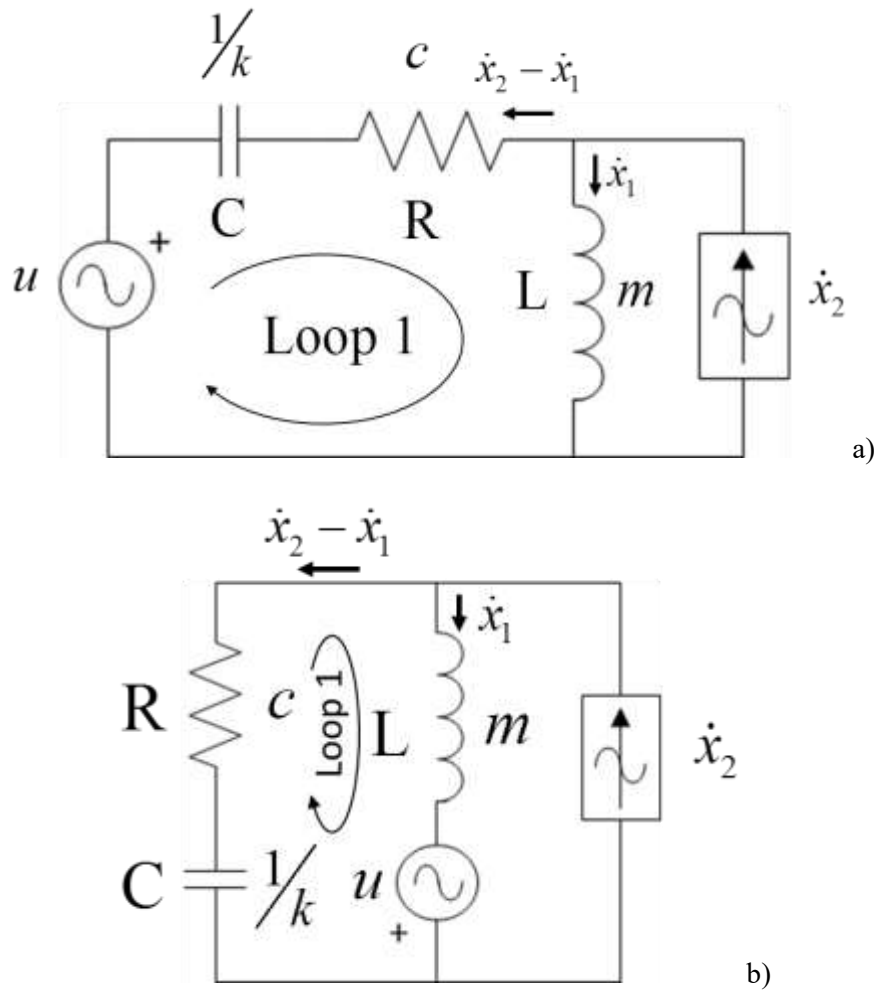 1/k
c
ẋ₂ − ẋ₁
ẋ₁
C
R
+
u
L
m
ẋ₂
Loop 1
a)
ẋ₂ − ẋ₁
ẋ₁
R
c
Loop 1
L
m
ẋ₂
C
1/k
u
+
b)